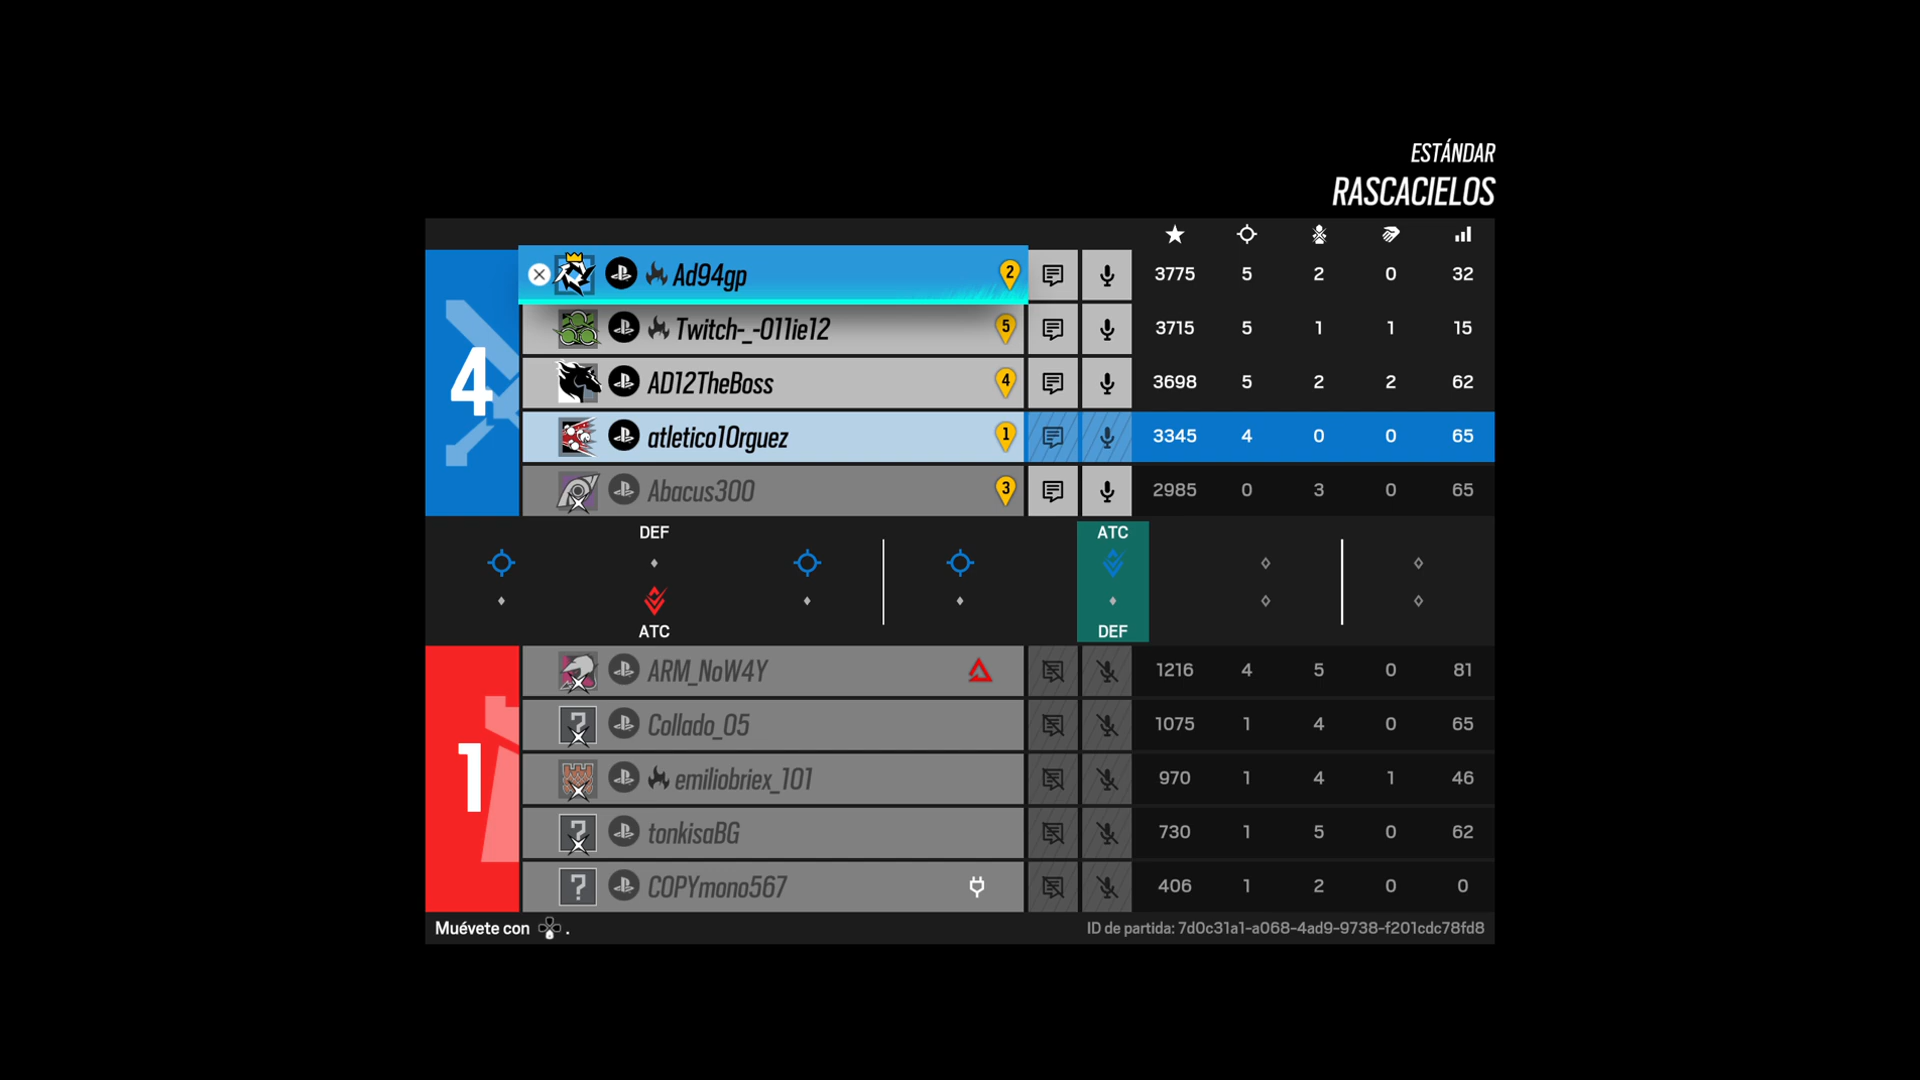 ESTÁNDAR
RASCACIELOS
4
Ad94gp 2 3775 5 2 0 32
Twitch-_-011ie12 5 3715 5 1 1 15
AD12TheBoss 4 3698 5 2 2 62
atletico10rguez 1 3345 4 0 0 65
Abacus300 3 2985 0 3 0 65
DEF ATC
ATC DEF
1
ARM_NoW4Y 1216 4 5 0 81
? Collado_05 1075 1 4 0 65
emiliobriex_101 970 1 4 1 46
? tonkisaBG 730 1 5 0 62
? COPYmono567 406 1 2 0 0
Muévete con .
ID de partida: 7d0c31a1-a068-4ad9-9738-f201cdc78fd8